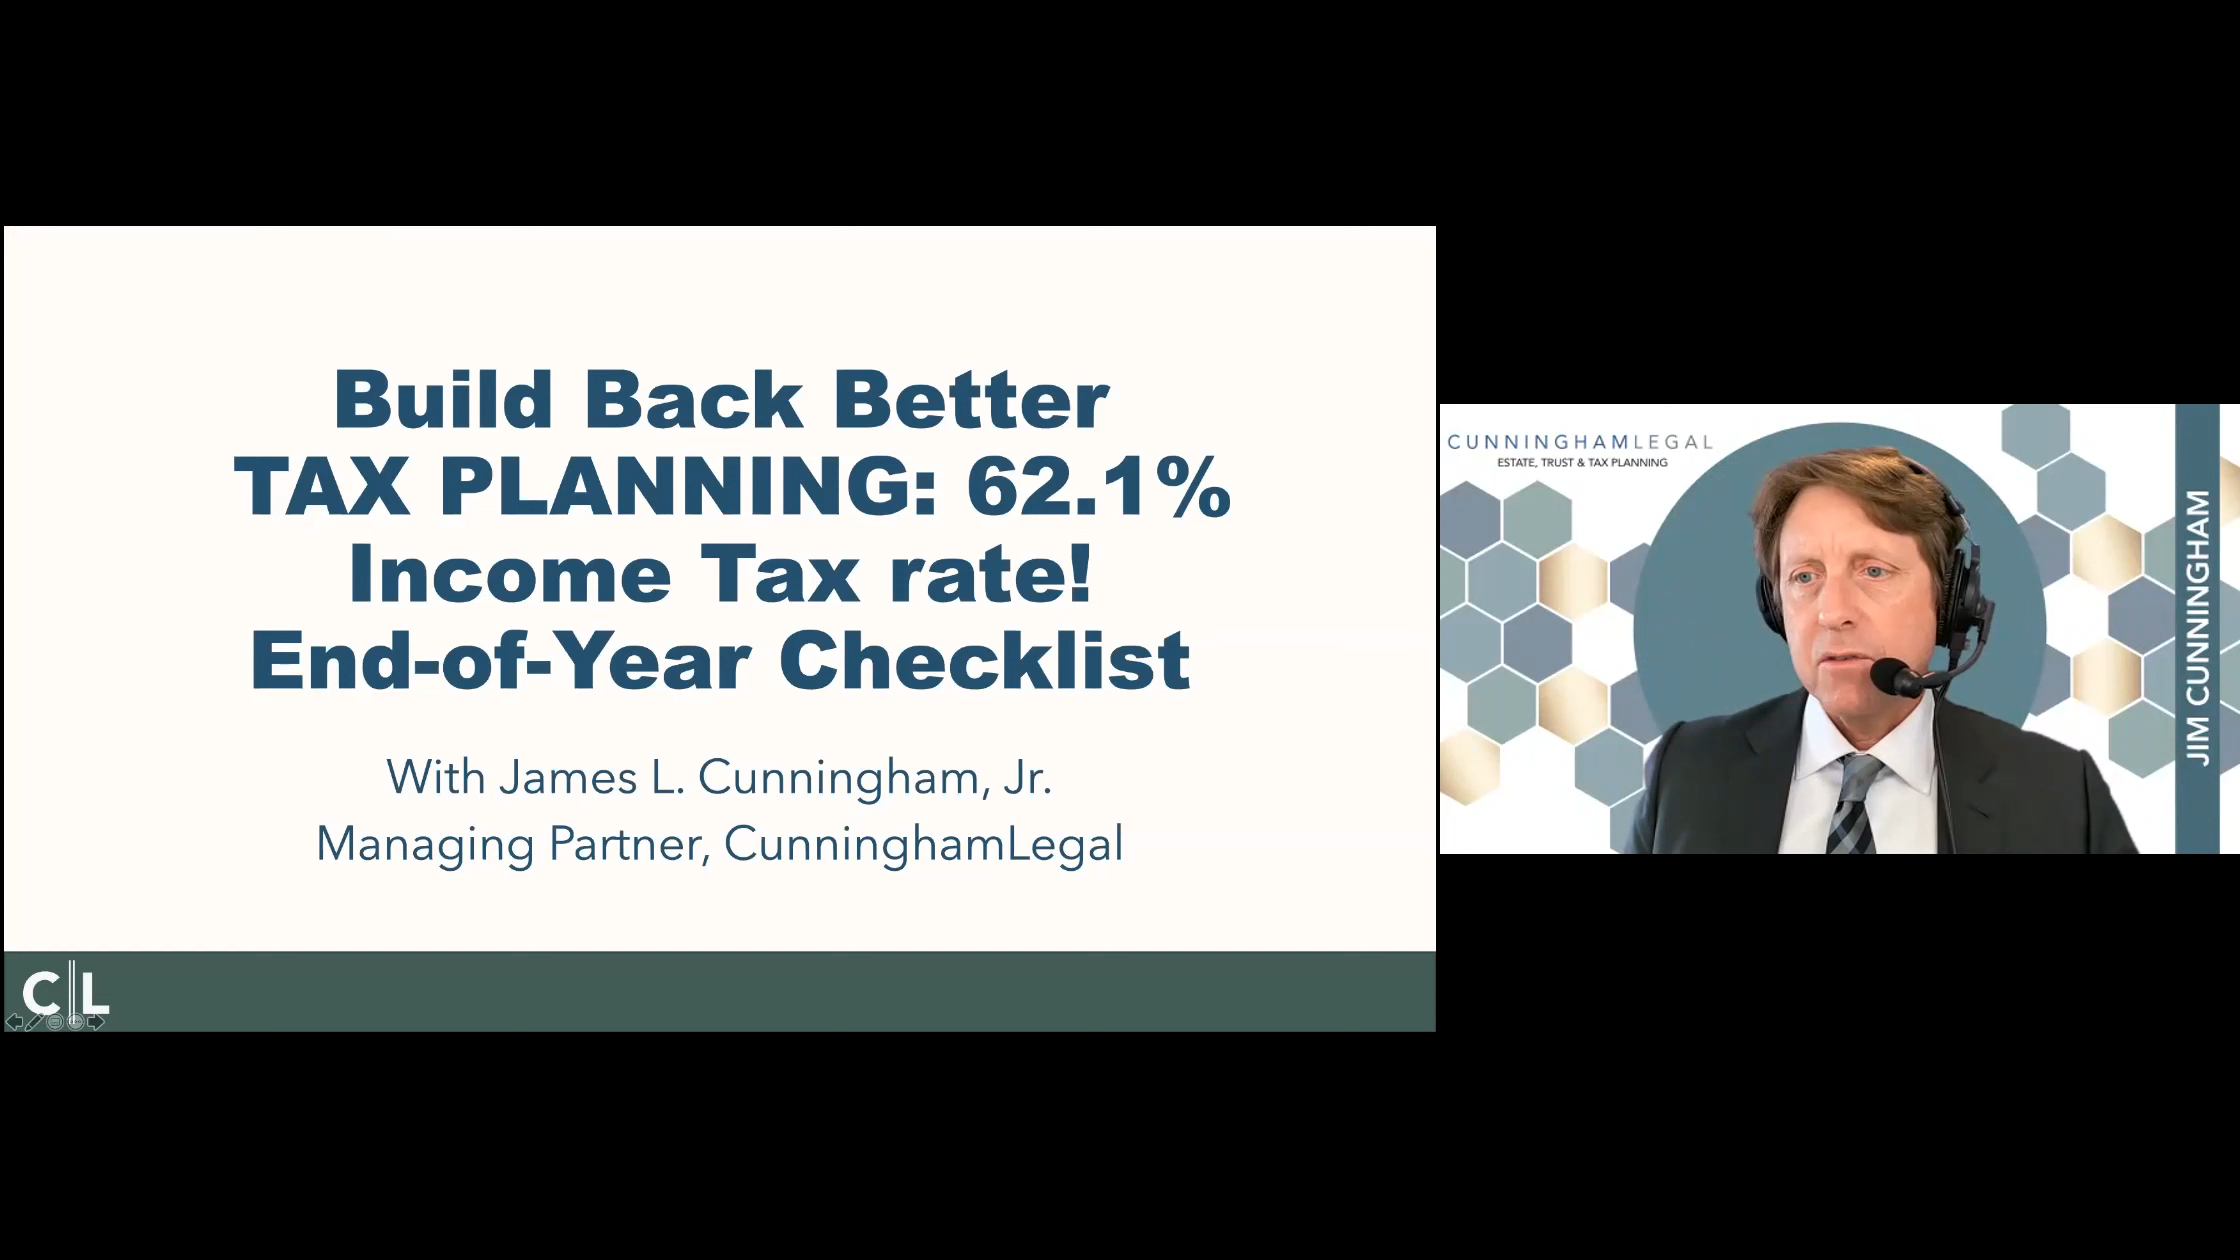 Build Back Better
TAX PLANNING: 62.1%
Income Tax rate!
End-of-Year Checklist
With James L. Cunningham, Jr.
Managing Partner, CunninghamLegal
CL
CUNNINGHAMLEGAL
ESTATE, TRUST & TAX PLANNING
JIM CUNNINGHAM